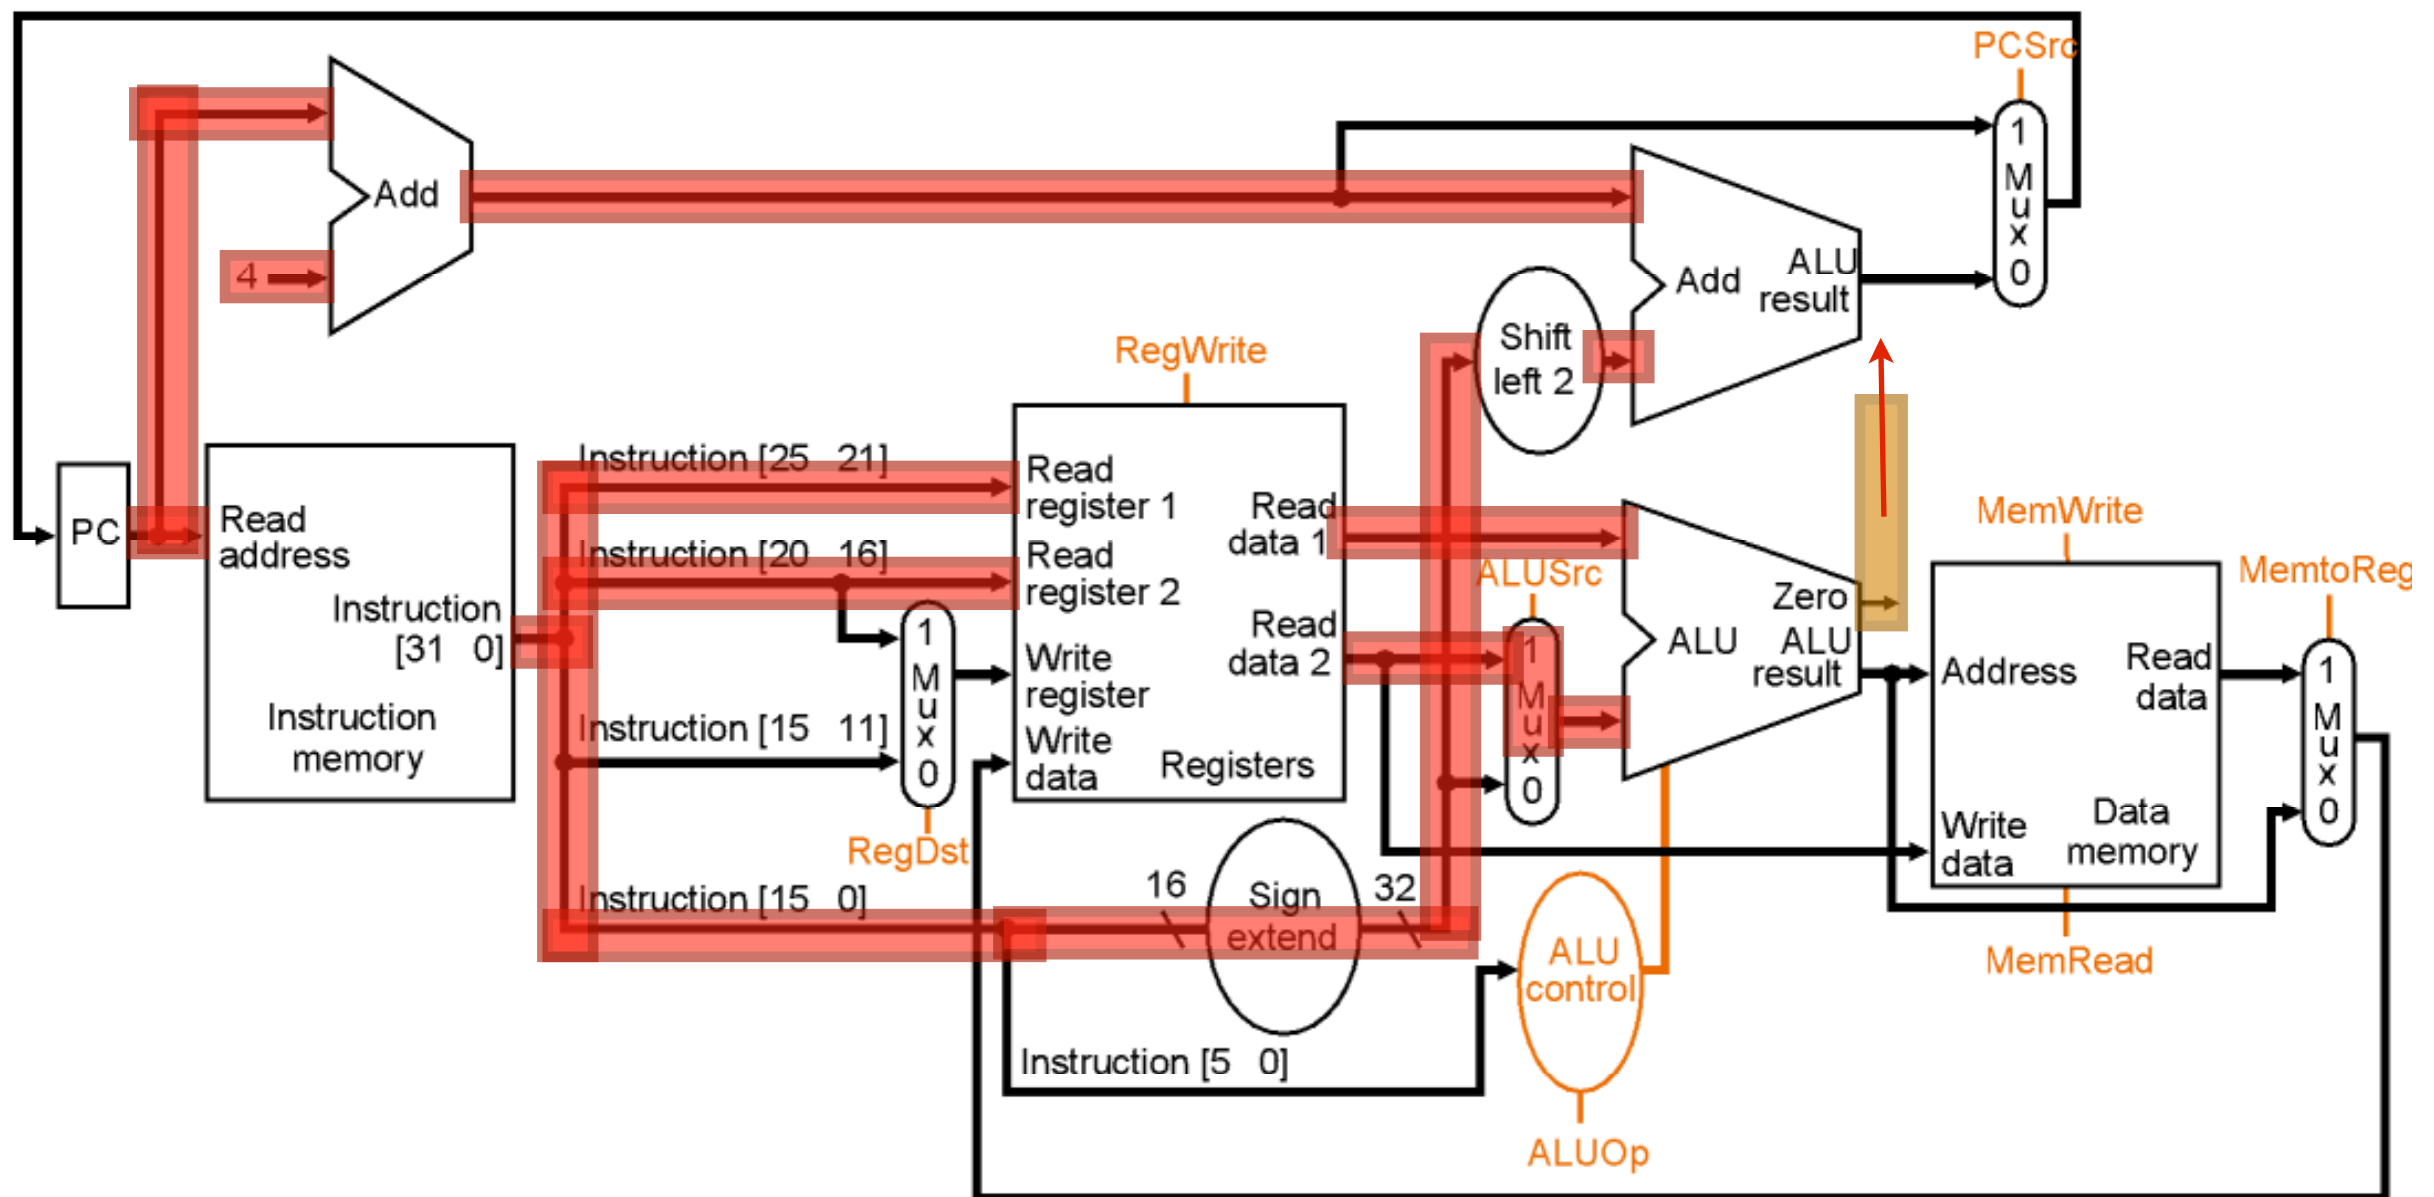 PCSrc
1
M
u
x
0
Add
4
Add
ALU
result
Shift
left 2
RegWrite
PC
Read
address
Instruction
[31 0]
Instruction
memory
Instruction [25 21]
Instruction [20 16]
Instruction [15 11]
Instruction [15 0]
1
M
u
x
0
RegDst
Read
register 1
Read
register 2
Write
register
Write
data
Read
data 1
Read
data 2
Registers
16
Sign
extend
32
Instruction [5 0]
ALUSrc
1
M
u
x
0
Zero
ALU
ALU
result
ALU
control
ALUOp
MemWrite
Address
Read
data
Write
data
Data
memory
MemRead
MemtoReg
1
M
u
x
0